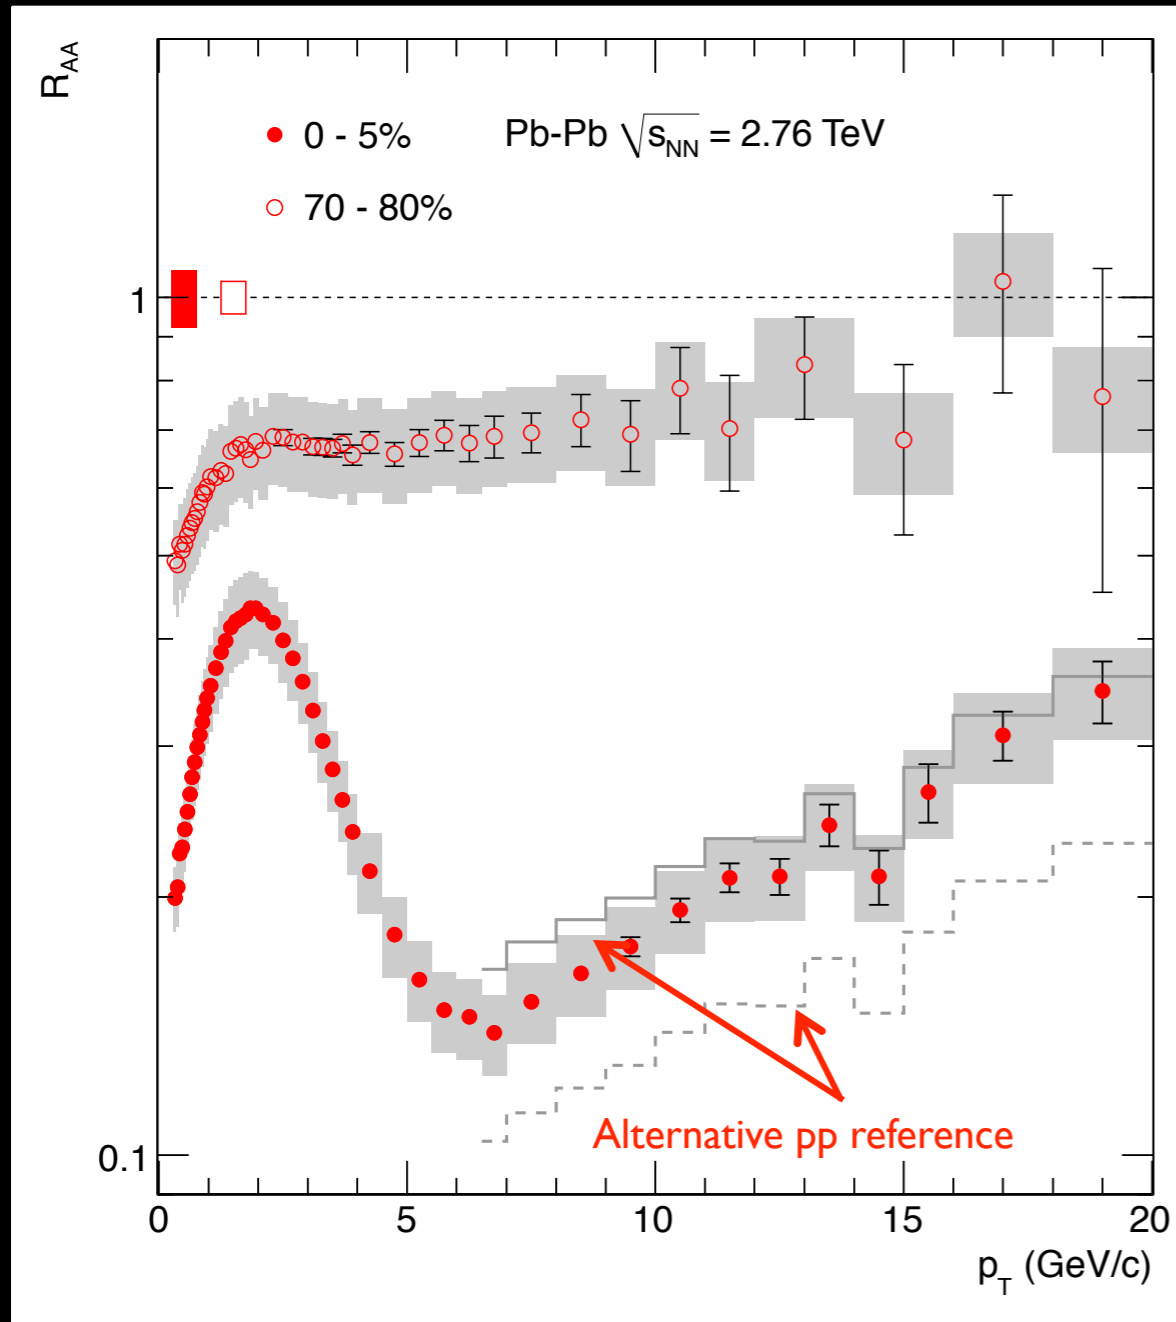 R_AA
0 - 5% Pb-Pb √s_NN = 2.76 TeV
70 - 80%
1
Alternative pp reference
0.1
0 5 10 15 20
p_T (GeV/c)